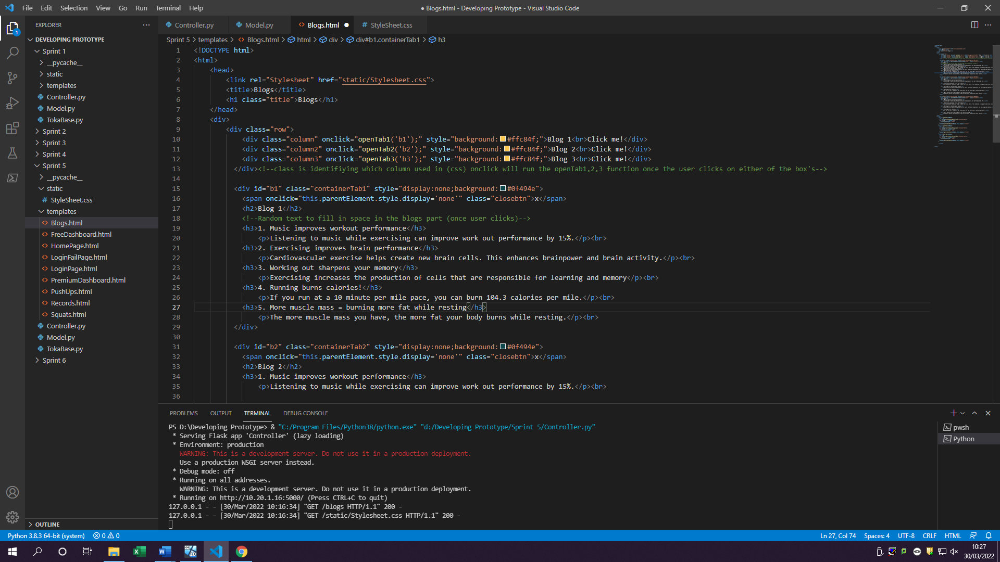 File Edit Selection View Go Run Terminal Help
● Blogs.html - Developing Prototype - Visual Studio Code
EXPLORER
Controller.py Model.py Blogs.html StyleSheet.css
DEVELOPING PROTOTYPE
Sprint 1
__pycache__
static
templates
Controller.py
Model.py
TokaBase.py
Sprint 2
Sprint 3
Sprint 4
Sprint 5
__pycache__
static
StyleSheet.css
templates
Blogs.html
FreeDashboard.html
HomePage.html
LoginFailPage.html
LoginPage.html
PremiumDashboard.html
PushUps.html
Records.html
Squats.html
Controller.py
Model.py
TokaBase.py
Sprint 6
OUTLINE
1
Sprint 5 > templates > Blogs.html > html > div > div#b1.containerTab1 > h3
1 <!DOCTYPE html>
2 <html>
3 <head>
4 <link rel="Stylesheet" href="static/Stylesheet.css">
5 <title>Blogs</title>
6 <h1 class="title">Blogs</h1>
7 </head>
8 <div>
9 <div class="row">
10 <div class="column" onclick="openTab1('b1');" style="background:#ffc84f;">Blog 1<br>Click me!</div>
11 <div class="column2" onclick="openTab2('b2');" style="background:#ffc84f;">Blog 2<br>Click me!</div>
12 <div class="column3" onclick="openTab3('b3');" style="background:#ffc84f;">Blog 3<br>Click me!</div>
13 </div><!--class is identifiying which column used in (css) onclick will run the openTab1,2,3 function once the user clicks on either of the box's-->
14
15 <div id="b1" class="containerTab1" style="display:none;background:#0f494e">
16 <span onclick="this.parentElement.style.display='none'" class="closebtn">x</span>
17 <h2>Blog 1</h2>
18 <!--Random text to fill in space in the blogs part (once user clicks)-->
19 <h3>1. Music improves workout performance</h3>
20 <p>Listening to music while exercising can improve work out performance by 15%.</p><br>
21 <h3>2. Exercising improves brain performance</h3>
22 <p>Cardiovascular exercise helps create new brain cells. This enhances brainpower and brain activity.</p><br>
23 <h3>3. Working out sharpens your memory</h3>
24 <p>Exercising increases the production of cells that are responsible for learning and memory</p><br>
25 <h3>4. Running burns calories!</h3>
26 <p>If you run at a 10 minute per mile pace, you can burn 104.3 calories per mile.</p><br>
27 <h3>5. More muscle mass = burning more fat while resting</h3>
28 <p>The more muscle mass you have, the more fat your body burns while resting.</p><br>
29 </div>
30
31 <div id="b2" class="containerTab2" style="display:none;background:#0f494e">
32 <span onclick="this.parentElement.style.display='none'" class="closebtn">x</span>
33 <h2>Blog 2</h2>
34 <h3>1. Music improves workout performance</h3>
35 <p>Listening to music while exercising can improve work out performance by 15%.</p><br>
36
PROBLEMS OUTPUT TERMINAL DEBUG CONSOLE
PS D:\Developing Prototype> & "C:/Program Files/Python38/python.exe" "d:/Developing Prototype/Sprint 5/Controller.py"
* Serving Flask app 'Controller' (lazy loading)
* Environment: production
WARNING: This is a development server. Do not use it in a production deployment.
Use a production WSGI server instead.
* Debug mode: off
* Running on all addresses.
WARNING: This is a development server. Do not use it in a production deployment.
* Running on http://10.20.1.16:5000/ (Press CTRL+C to quit)
127.0.0.1 - - [30/Mar/2022 10:16:34] "GET /blogs HTTP/1.1" 200 -
127.0.0.1 - - [30/Mar/2022 10:16:34] "GET /static/Stylesheet.css HTTP/1.1" 200 -
pwsh
Python
Python 3.8.3 64-bit (system) 0 0
Ln 27, Col 74 Spaces: 4 UTF-8 CRLF HTML
10:27
30/03/2022